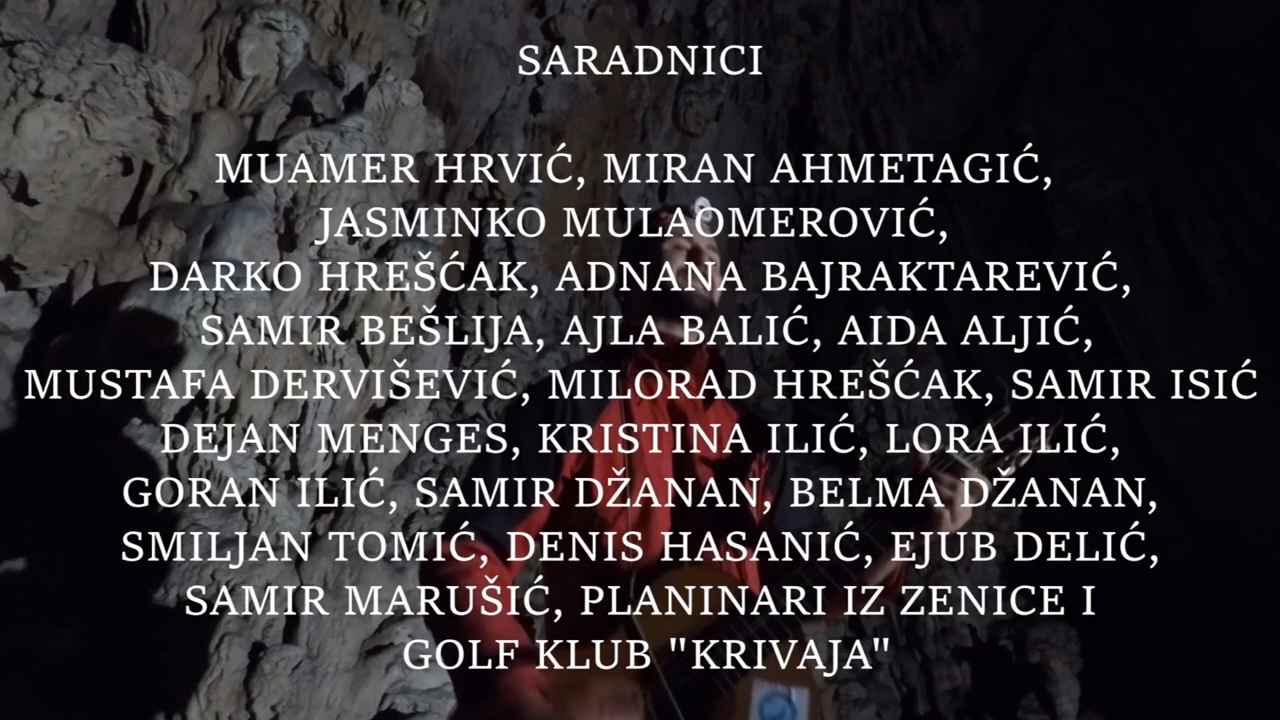 SARADNICI
MUAMER HRVIĆ, MIRAN AHMETAGIĆ,
JASMINKO MULAOMEROVIĆ,
DARKO HREŠĆAK, ADNANA BAJRAKTAREVIĆ,
SAMIR BEŠLIJA, AJLA BALIĆ, AIDA ALJIĆ,
MUSTAFA DERVIŠEVIĆ, MILORAD HREŠĆAK, SAMIR ISIĆ
DEJAN MENGES, KRISTINA ILIĆ, LORA ILIĆ,
GORAN ILIĆ, SAMIR DŽANAN, BELMA DŽANAN,
SMILJAN TOMIĆ, DENIS HASANIĆ, EJUB DELIĆ,
SAMIR MARUŠIĆ, PLANINARI IZ ZENICE I
GOLF KLUB "KRIVAJA"